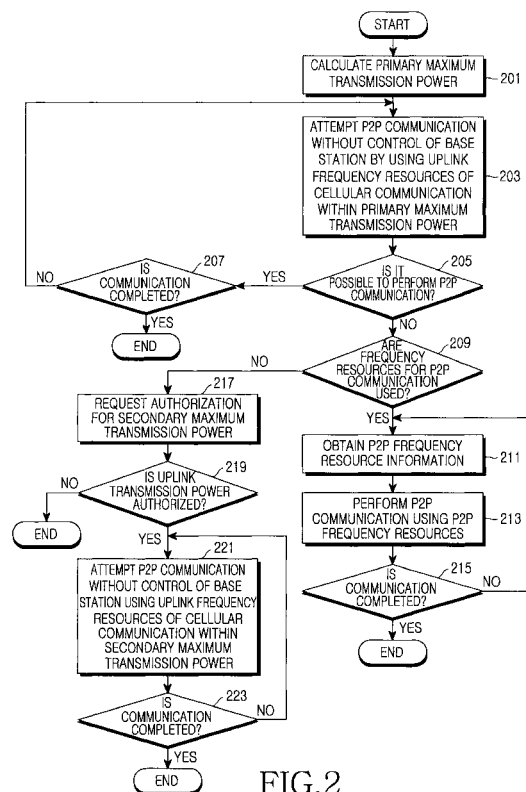 START
CALCULATE PRIMARY MAXIMUM
TRANSMISSION POWER
201
ATTEMPT P2P COMMUNICATION
WITHOUT CONTROL OF BASE
STATION BY USING UPLINK
FREQUENCY RESOURCES OF
CELLULAR COMMUNICATION
WITHIN PRIMARY MAXIMUM
TRANSMISSION POWER
203
205
IS IT
POSSIBLE TO PERFORM P2P
COMMUNICATION?
YES
NO
207
IS
COMMUNICATION
COMPLETED?
NO
YES
END
209
ARE
FREQUENCY
RESOURCES FOR P2P
COMMUNICATION
USED?
NO
YES
217
REQUEST AUTHORIZATION
FOR SECONDARY MAXIMUM
TRANSMISSION POWER
219
IS UPLINK
TRANSMISSION POWER
AUTHORIZED?
NO
END
YES
221
ATTEMPT P2P COMMUNICATION
WITHOUT CONTROL OF BASE
STATION USING UPLINK FREQUENCY
RESOURCES OF CELLULAR
COMMUNICATION WITHIN
SECONDARY MAXIMUM
TRANSMISSION POWER
223
IS
COMMUNICATION
COMPLETED?
NO
YES
END
OBTAIN P2P FREQUENCY
RESOURCE INFORMATION
211
PERFORM P2P
COMMUNICATION USING P2P
FREQUENCY RESOURCES
213
215
IS
COMMUNICATION
COMPLETED?
NO
YES
END
FIG.2